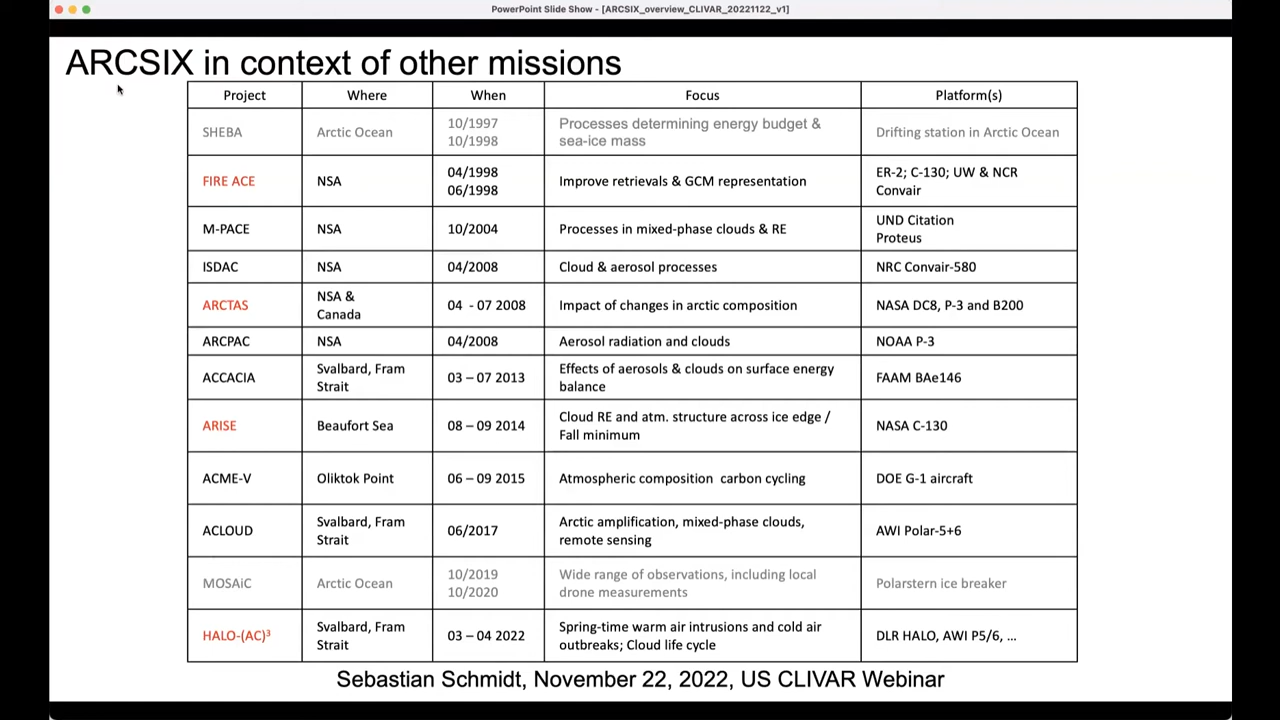 PowerPoint Slide Show - [ARCSIX_overview_CLIVAR_20221122_v1]
ARCSIX in context of other missions
Project Where When Focus Platform(s)
SHEBA Arctic Ocean 10/1997 10/1998 Processes determining energy budget & sea-ice mass Drifting station in Arctic Ocean
FIRE ACE NSA 04/1998 06/1998 Improve retrievals & GCM representation ER-2; C-130; UW & NCR Convair
M-PACE NSA 10/2004 Processes in mixed-phase clouds & RE UND Citation Proteus
ISDAC NSA 04/2008 Cloud & aerosol processes NRC Convair-580
ARCTAS NSA & Canada 04 - 07 2008 Impact of changes in arctic composition NASA DC8, P-3 and B200
ARCPAC NSA 04/2008 Aerosol radiation and clouds NOAA P-3
ACCACIA Svalbard, Fram Strait 03 – 07 2013 Effects of aerosols & clouds on surface energy balance FAAM BAe146
ARISE Beaufort Sea 08 – 09 2014 Cloud RE and atm. structure across ice edge / Fall minimum NASA C-130
ACME-V Oliktok Point 06 – 09 2015 Atmospheric composition carbon cycling DOE G-1 aircraft
ACLOUD Svalbard, Fram Strait 06/2017 Arctic amplification, mixed-phase clouds, remote sensing AWI Polar-5+6
MOSAiC Arctic Ocean 10/2019 10/2020 Wide range of observations, including local drone measurements Polarstern ice breaker
HALO-(AC)³ Svalbard, Fram Strait 03 – 04 2022 Spring-time warm air intrusions and cold air outbreaks; Cloud life cycle DLR HALO, AWI P5/6, ...
Sebastian Schmidt, November 22, 2022, US CLIVAR Webinar